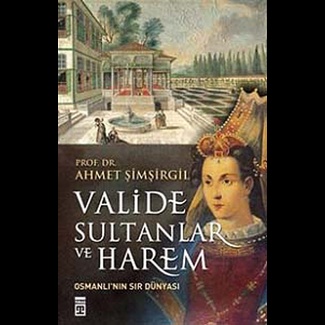 PROF. DR.
AHMET ŞİMŞİRGİL
VALİDE
SULTANLAR
VE HAREM
OSMANLI'NIN SIR DÜNYASI